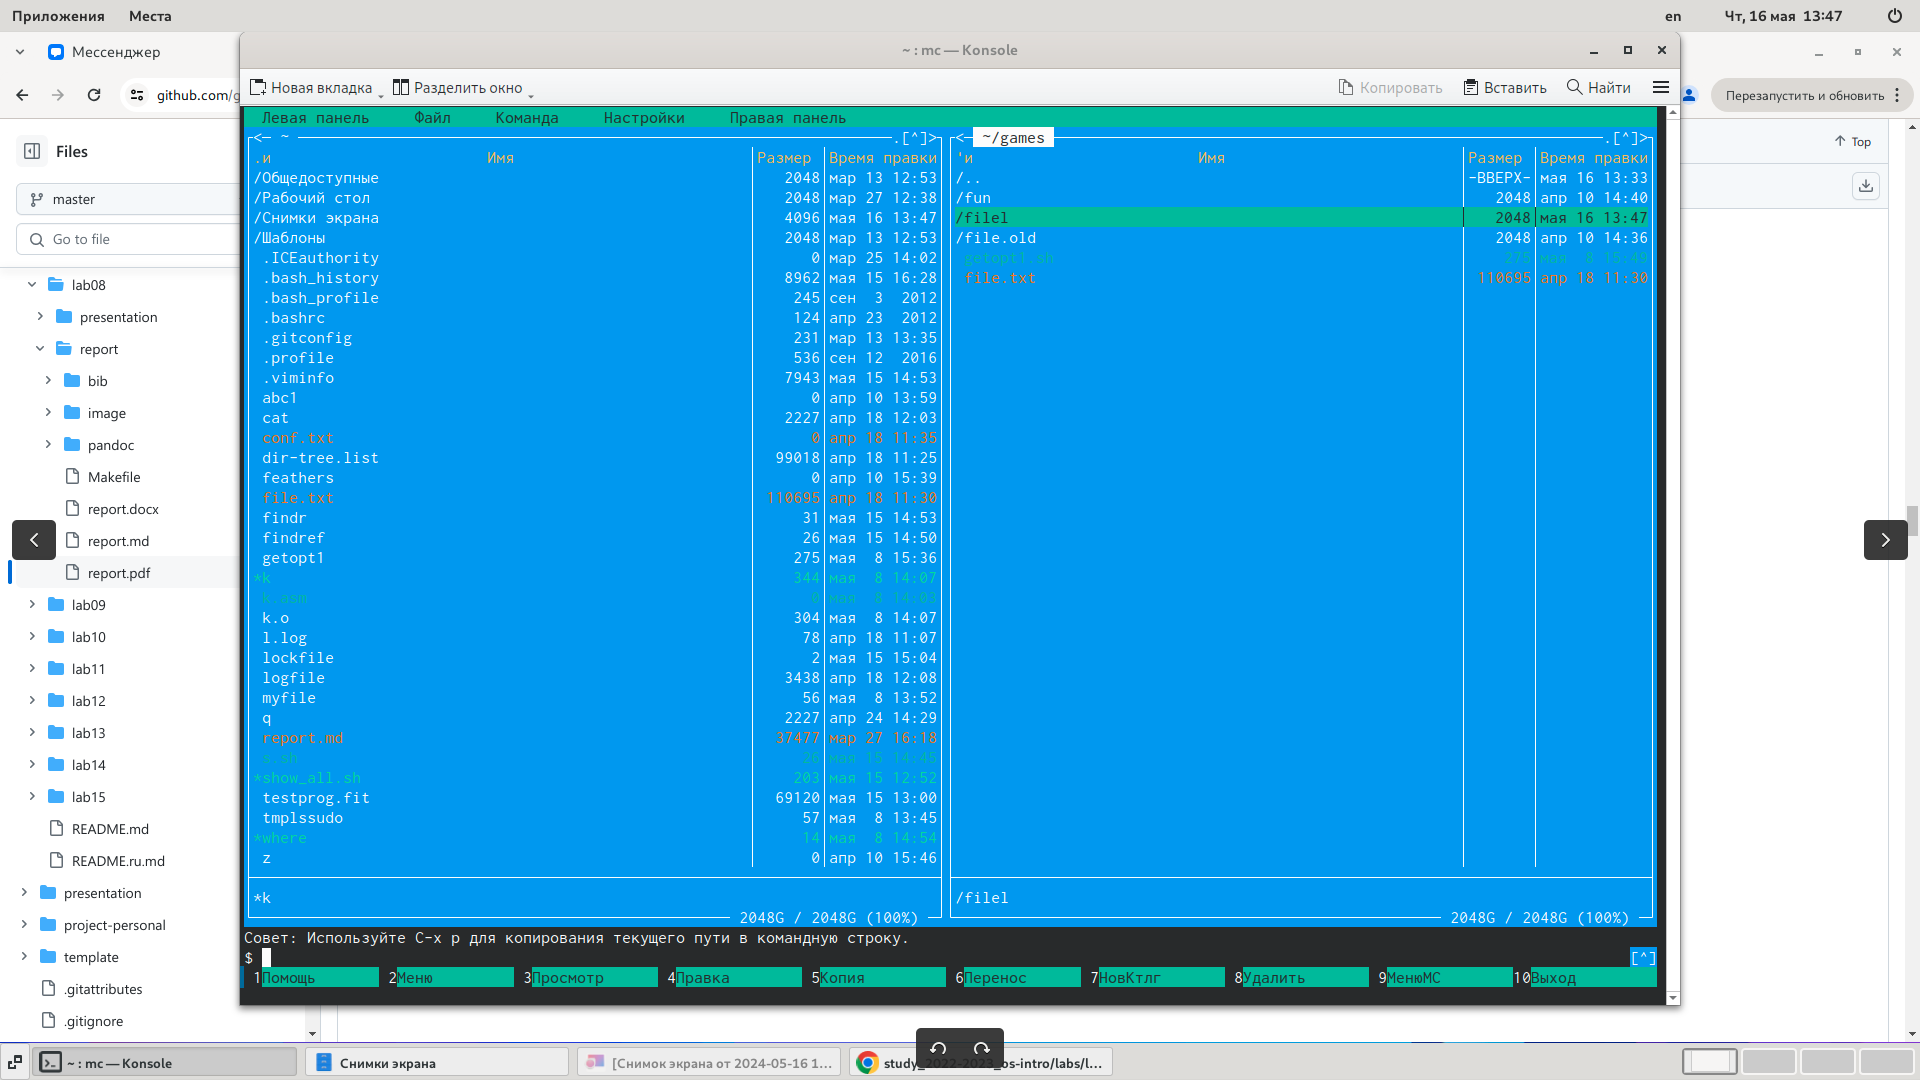 Приложения Места en Чт, 16 мая 13:47
Мессенджер
github.com/g
Перезапустить и обновить
Files
master
Go to file
lab08
presentation
report
bib
image
pandoc
Makefile
report.docx
report.md
report.pdf
lab09
lab10
lab11
lab12
lab13
lab14
lab15
README.md
README.ru.md
presentation
project-personal
template
.gitattributes
.gitignore
Top
~ : mc — Konsole
Новая вкладка Разделить окно Копировать Вставить Найти
Левая панель Файл Команда Настройки Правая панель
<─ ~ .[^]>
.и Имя Размер Время правки
/Общедоступные 2048 мар 13 12:53
/Рабочий стол 2048 мар 27 12:38
/Снимки экрана 4096 мая 16 13:47
/Шаблоны 2048 мар 13 12:53
.ICEauthority 0 мар 25 14:02
.bash_history 8962 мая 15 16:28
.bash_profile 245 сен 3 2012
.bashrc 124 апр 23 2012
.gitconfig 231 мар 13 13:35
.profile 536 сен 12 2016
.viminfo 7943 мая 15 14:53
abc1 0 апр 10 13:59
cat 2227 апр 18 12:03
conf.txt 0 апр 18 11:35
dir-tree.list 99018 апр 18 11:25
feathers 0 апр 10 15:39
file.txt 110695 апр 18 11:30
findr 31 мая 15 14:53
findref 26 мая 15 14:50
getopt1 275 мая 8 15:36
*k 344 мая 8 14:07
k.asm 0 мая 8 14:03
k.o 304 мая 8 14:07
l.log 78 апр 18 11:07
lockfile 2 мая 15 15:04
logfile 3438 апр 18 12:08
myfile 56 мая 8 13:52
q 2227 апр 24 14:29
report.md 37477 мар 27 16:18
s.sh мая 15 14:45
*show_all.sh 203 мая 15 12:52
testprog.fit 69120 мая 15 13:00
tmplssudo 57 мая 8 13:45
*where 14 мая 8 14:54
z 0 апр 10 15:46
*k
2048G / 2048G (100%)
<─ ~/games .[^]>
'и Имя Размер Время правки
/.. -ВВЕРХ- мая 16 13:33
/fun 2048 апр 10 14:40
/filel 2048 мая 16 13:47
/file.old 2048 апр 10 14:36
getopt1.sh 275 мая 8 15:49
file.txt 110695 апр 18 11:30
/filel
2048G / 2048G (100%)
Совет: Используйте C-x p для копирования текущего пути в командную строку.
$ [^]
1Помощь 2Меню 3Просмотр 4Правка 5Копия 6Перенос 7НовКтлг 8Удалить 9МенюMC 10Выход
~ : mc — Konsole Снимки экрана [Снимок экрана от 2024-05-16 1... study_2022-2023_os-intro/labs/l...